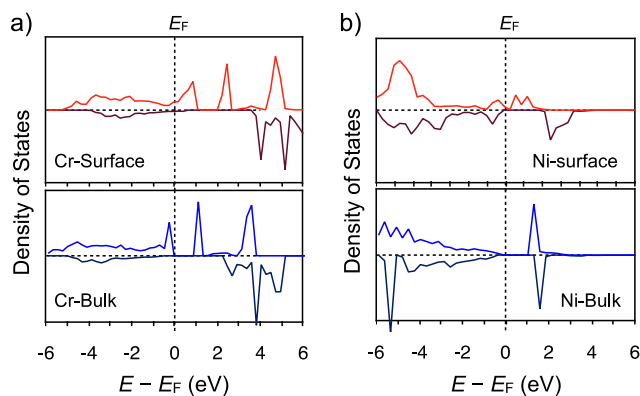 a)
E_F
b)
E_F
Density of States
Cr-Surface
Cr-Bulk
-6 -4 -2 0 2 4 6
E − E_F (eV)
Density of States
Ni-surface
Ni-Bulk
-6 -4 -2 0 2 4 6
E − E_F (eV)